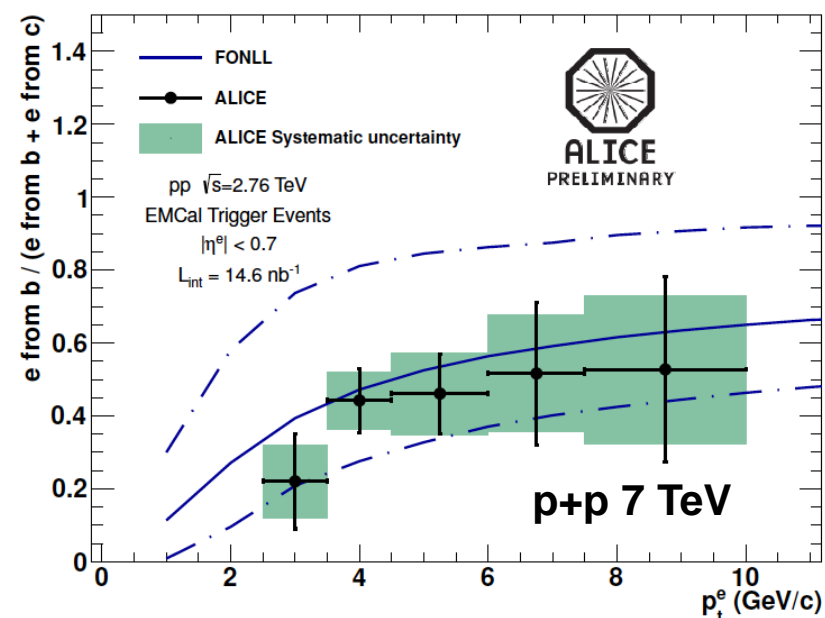 e from b / (e from b + e from c)
1.4
1.2
1
0.8
0.6
0.4
0.2
0
FONLL
ALICE
ALICE Systematic uncertainty
pp √s=2.76 TeV
EMCal Trigger Events
|ηᵉ| < 0.7
L_int = 14.6 nb⁻¹
ALICE
PRELIMINARY
p+p 7 TeV
0 2 4 6 8 10
pₜᵉ (GeV/c)